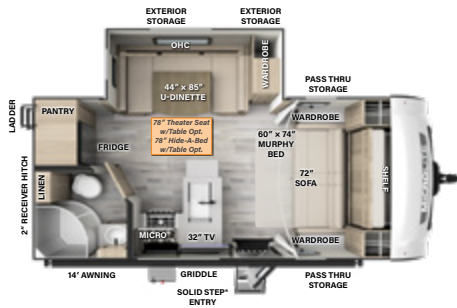 EXTERIOR
STORAGE
EXTERIOR
STORAGE
OHC
WARDROBE
44" × 85"
U-DINETTE
PASS THRU
STORAGE
LADDER
PANTRY
78" Theater Seat
w/Table Opt.
78" Hide-A-Bed
w/Table Opt.
WARDROBE
60" × 74"
MURPHY
BED
FRIDGE
72"
SOFA
SHELF
LINEN
2" RECEIVER HITCH
MICRO
32" TV
WARDROBE
14' AWNING
GRIDDLE
SOLID STEP®
ENTRY
PASS THRU
STORAGE